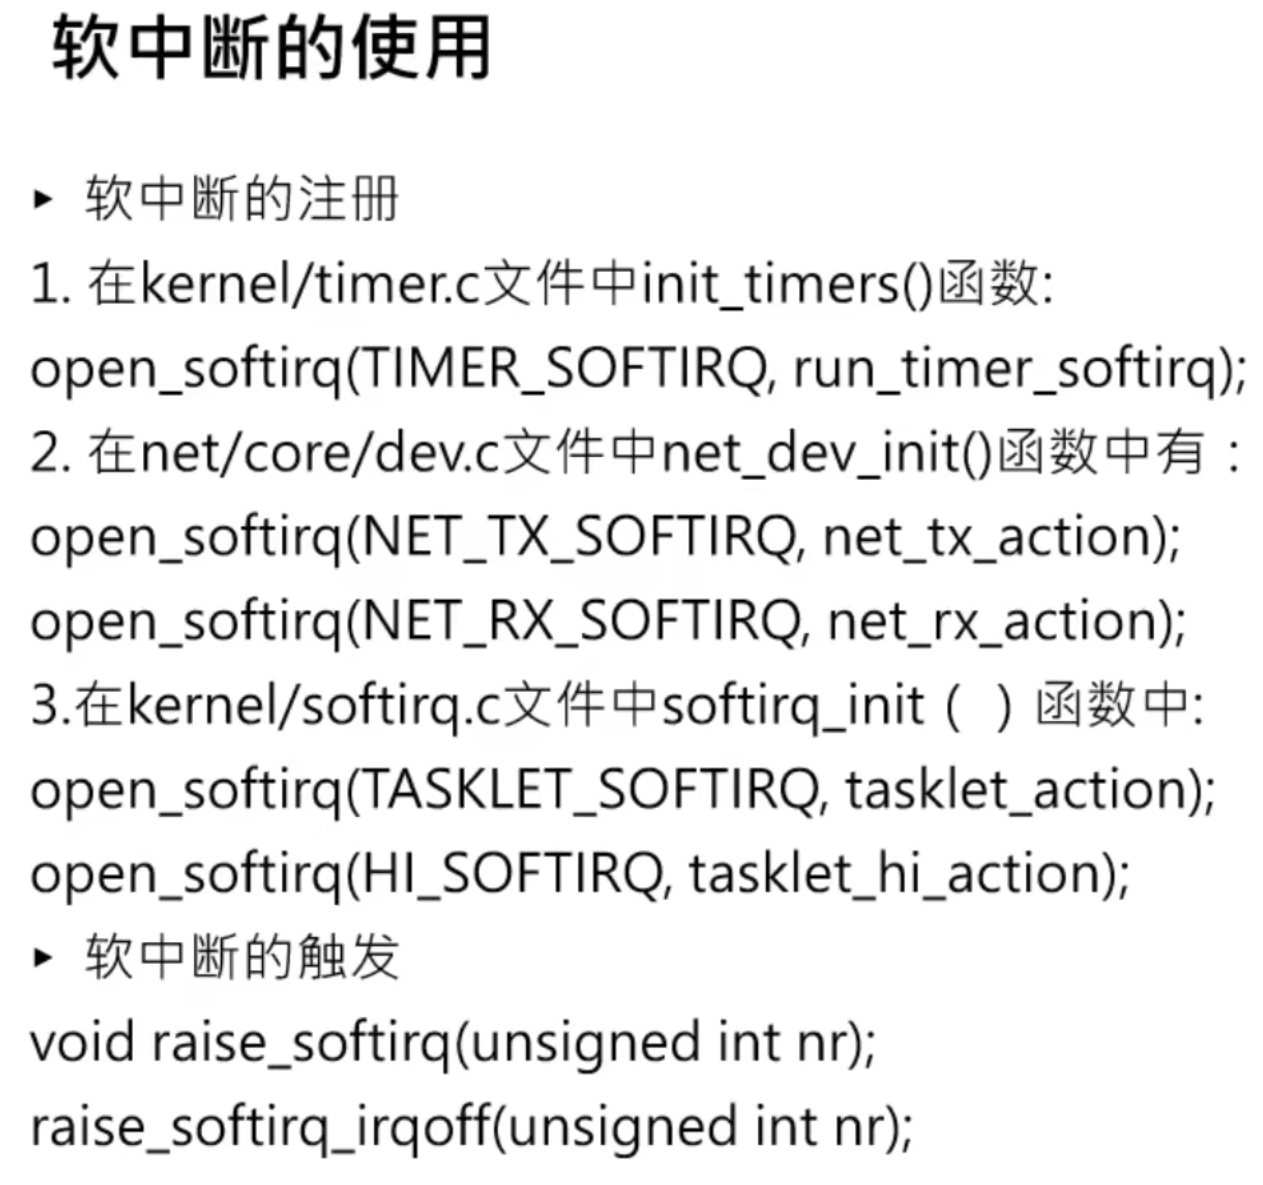 软中断的使用
▸ 软中断的注册
1. 在kernel/timer.c文件中init_timers()函数:
open_softirq(TIMER_SOFTIRQ, run_timer_softirq);
2. 在net/core/dev.c文件中net_dev_init()函数中有：
open_softirq(NET_TX_SOFTIRQ, net_tx_action);
open_softirq(NET_RX_SOFTIRQ, net_rx_action);
3.在kernel/softirq.c文件中softirq_init（ ）函数中:
open_softirq(TASKLET_SOFTIRQ, tasklet_action);
open_softirq(HI_SOFTIRQ, tasklet_hi_action);
▸ 软中断的触发
void raise_softirq(unsigned int nr);
raise_softirq_irqoff(unsigned int nr);